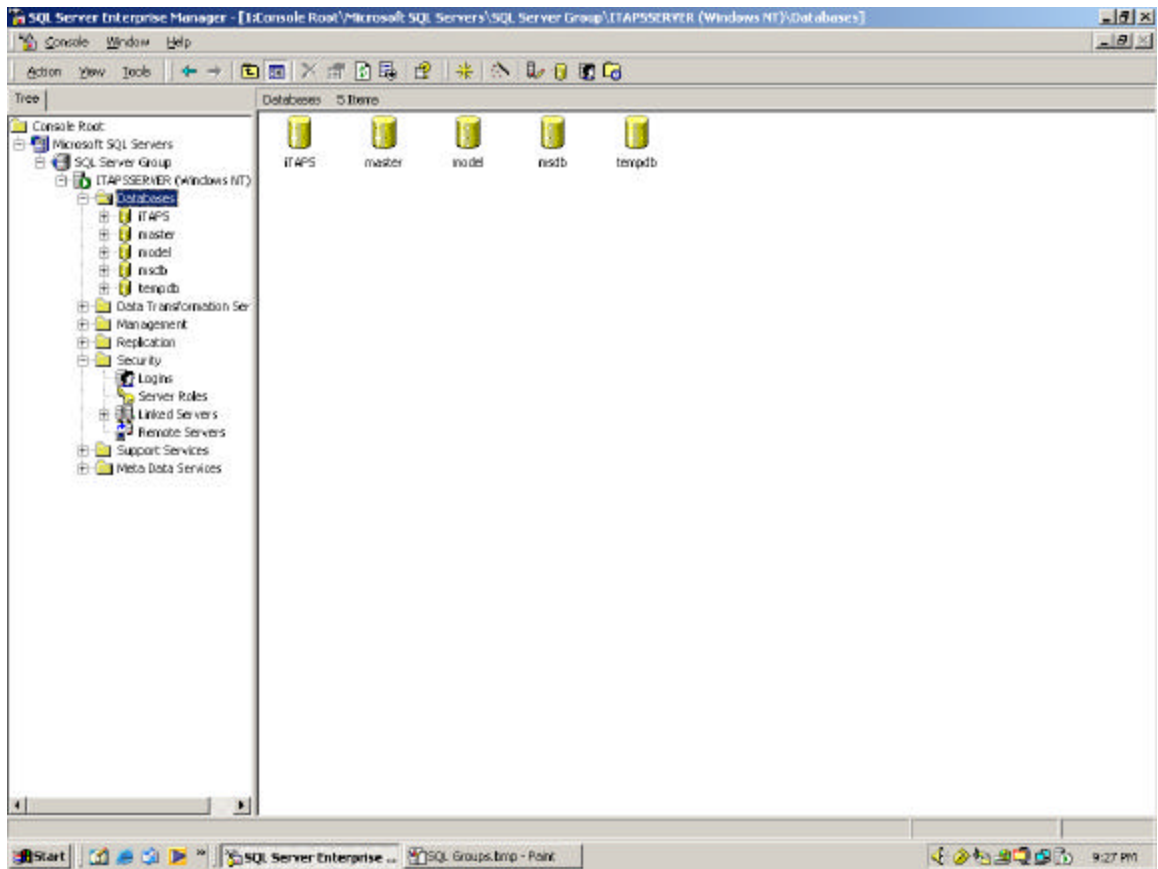 SQL Server Enterprise Manager - [1:Console Root\Microsoft SQL Servers\SQL Server Group\ITAPSSERVER (Windows NT)\Databases]
Console Window Help
Action View Tools
Tree
Databases 5 Items
Console Root
Microsoft SQL Servers
SQL Server Group
ITAPSSERVER (Windows NT)
Databases
iTAPS
master
model
msdb
tempdb
Data Transformation Ser
Management
Replication
Security
Logins
Server Roles
Linked Servers
Remote Servers
Support Services
Meta Data Services
iTAPS master model msdb tempdb
Start SQL Server Enterprise ... SQL Groups.bmp - Paint 9:27 PM